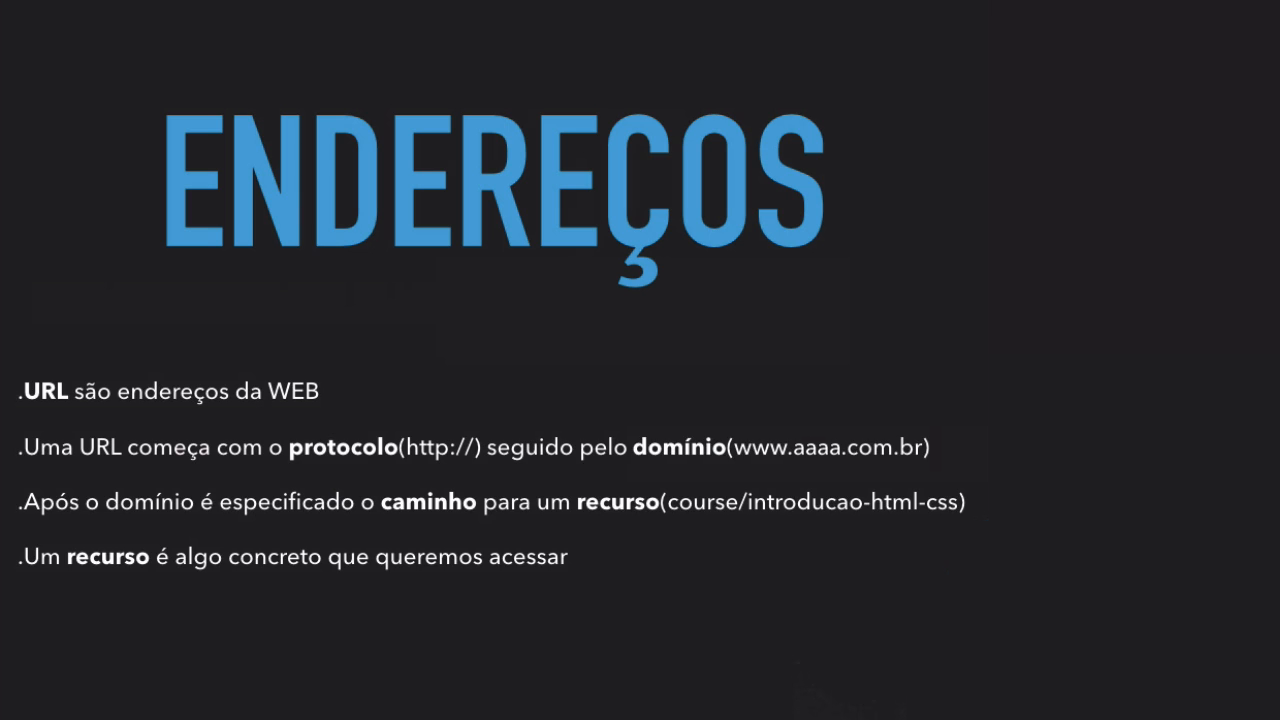 ENDEREÇOS
.URL são endereços da WEB
.Uma URL começa com o protocolo(http://) seguido pelo domínio(www.aaaa.com.br)
.Após o domínio é especificado o caminho para um recurso(course/introducao-html-css)
.Um recurso é algo concreto que queremos acessar